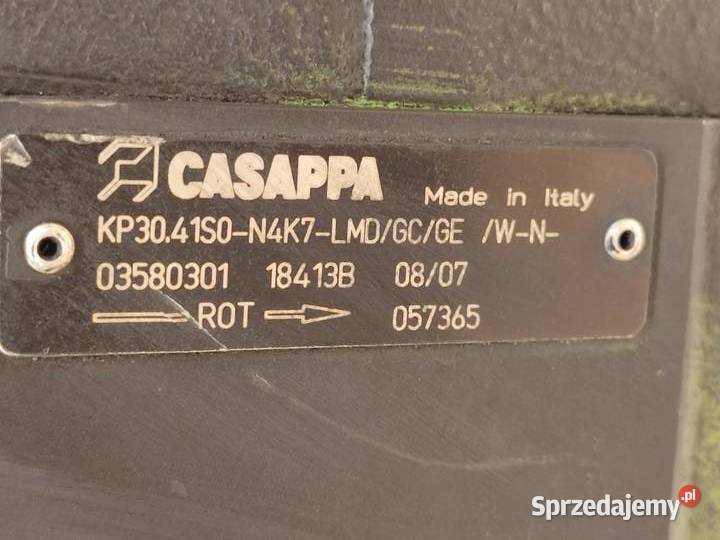 CASAPPA Made in Italy
KP30.41S0-N4K7-LMD/GC/GE /W-N-
03580301 18413B 08/07
ROT 057365
Sprzedajemy.pl